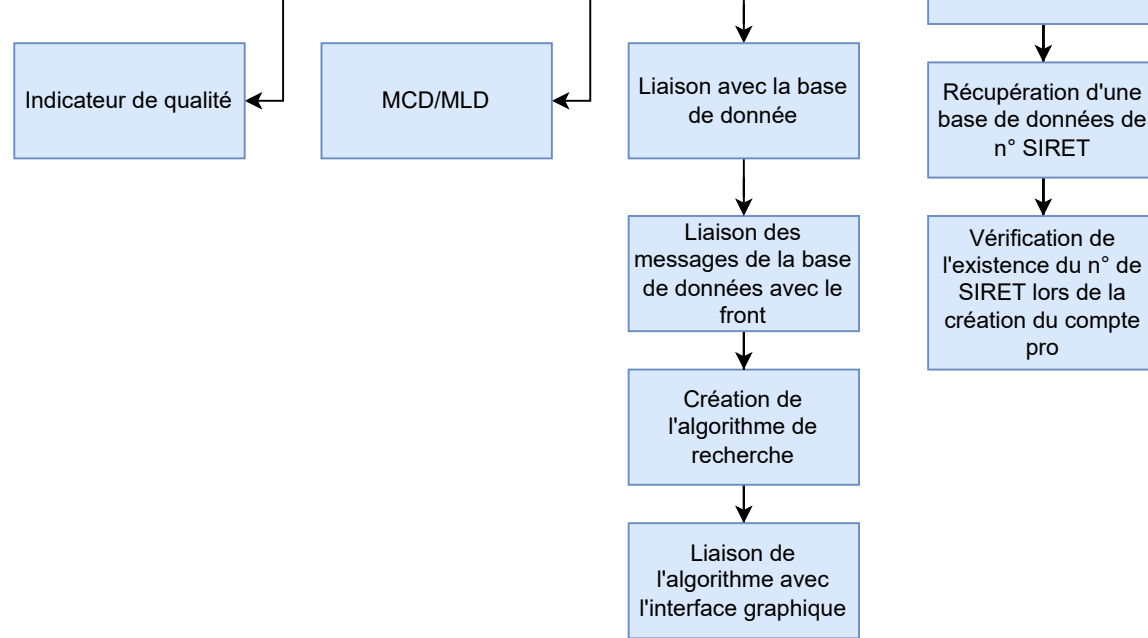 Indicateur de qualité
MCD/MLD
Liaison avec la base
de donnée
Récupération d'une
base de données de
n° SIRET
Liaison des
messages de la base
de données avec le
front
Vérification de
l'existence du n° de
SIRET lors de la
création du compte
pro
Création de
l'algorithme de
recherche
Liaison de
l'algorithme avec
l'interface graphique